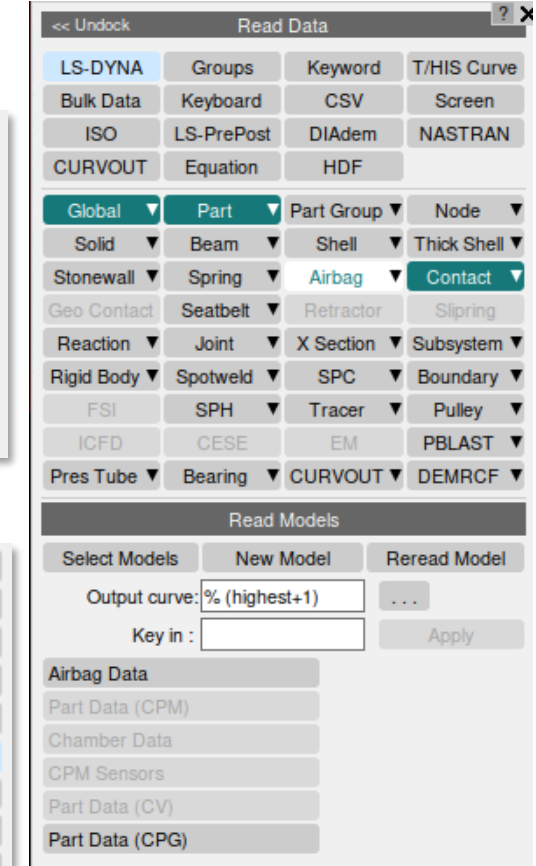 << Undock Read Data ? X
LS-DYNA Groups Keyword T/HIS Curve
Bulk Data Keyboard CSV Screen
ISO LS-PrePost DIAdem NASTRAN
CURVOUT Equation HDF
Global Part Part Group Node
Solid Beam Shell Thick Shell
Stonewall Spring Airbag Contact
Geo Contact Seatbelt Retractor Slipring
Reaction Joint X Section Subsystem
Rigid Body Spotweld SPC Boundary
FSI SPH Tracer Pulley
ICFD CESE EM PBLAST
Pres Tube Bearing CURVOUT DEMRCF
Read Models
Select Models New Model Reread Model
Output curve: % (highest+1) ...
Key in : Apply
Airbag Data
Part Data (CPM)
Chamber Data
CPM Sensors
Part Data (CV)
Part Data (CPG)